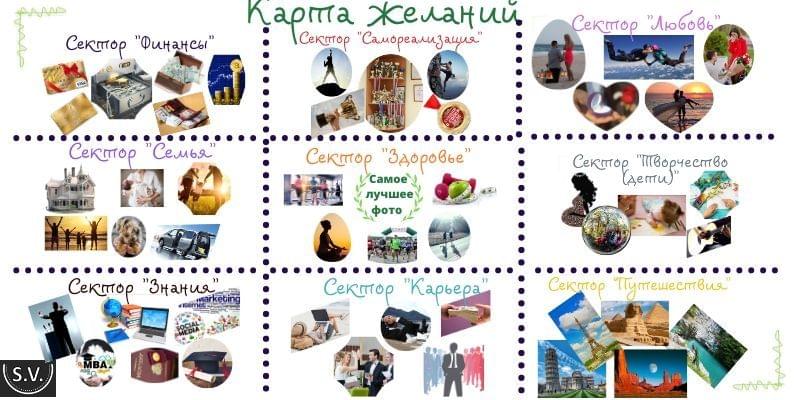 Карта желаний
Сектор "Финансы"
Сектор "Самореализация"
Сектор "Любовь"
Сектор "Семья"
Сектор "Здоровье"
Самое
лучшее
фото
Сектор "Творчество
(дети)"
Сектор "Знания"
Marketing
SOCIAL
MEDIA
MBA
Сектор "Карьера"
Сектор "Путешествия"
S.V.